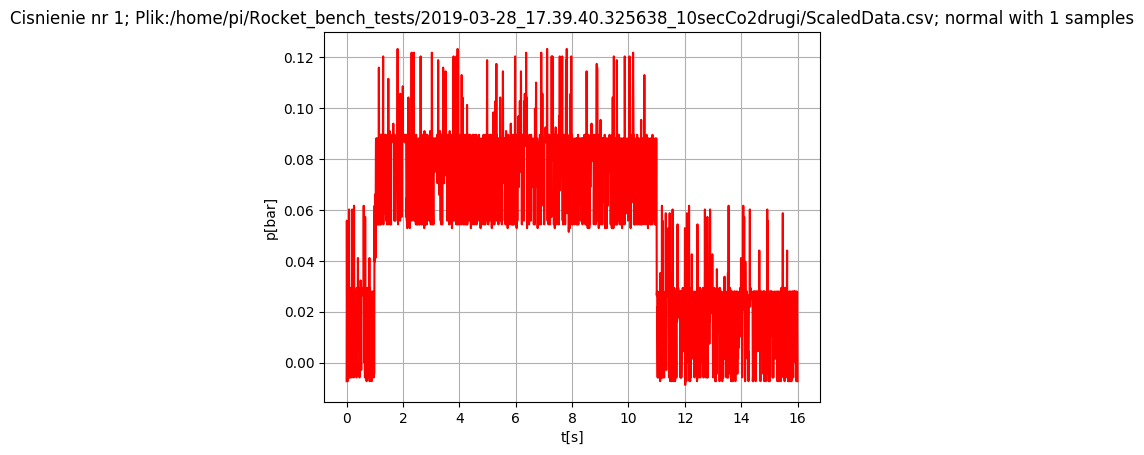 Cisnienie nr 1; Plik:/home/pi/Rocket_bench_tests/2019-03-28_17.39.40.325638_10secCo2drugi/ScaledData.csv; normal with 1 samples
0.12
0.10
0.08
0.06
0.04
0.02
0.00
p[bar]
0 2 4 6 8 10 12 14 16
t[s]